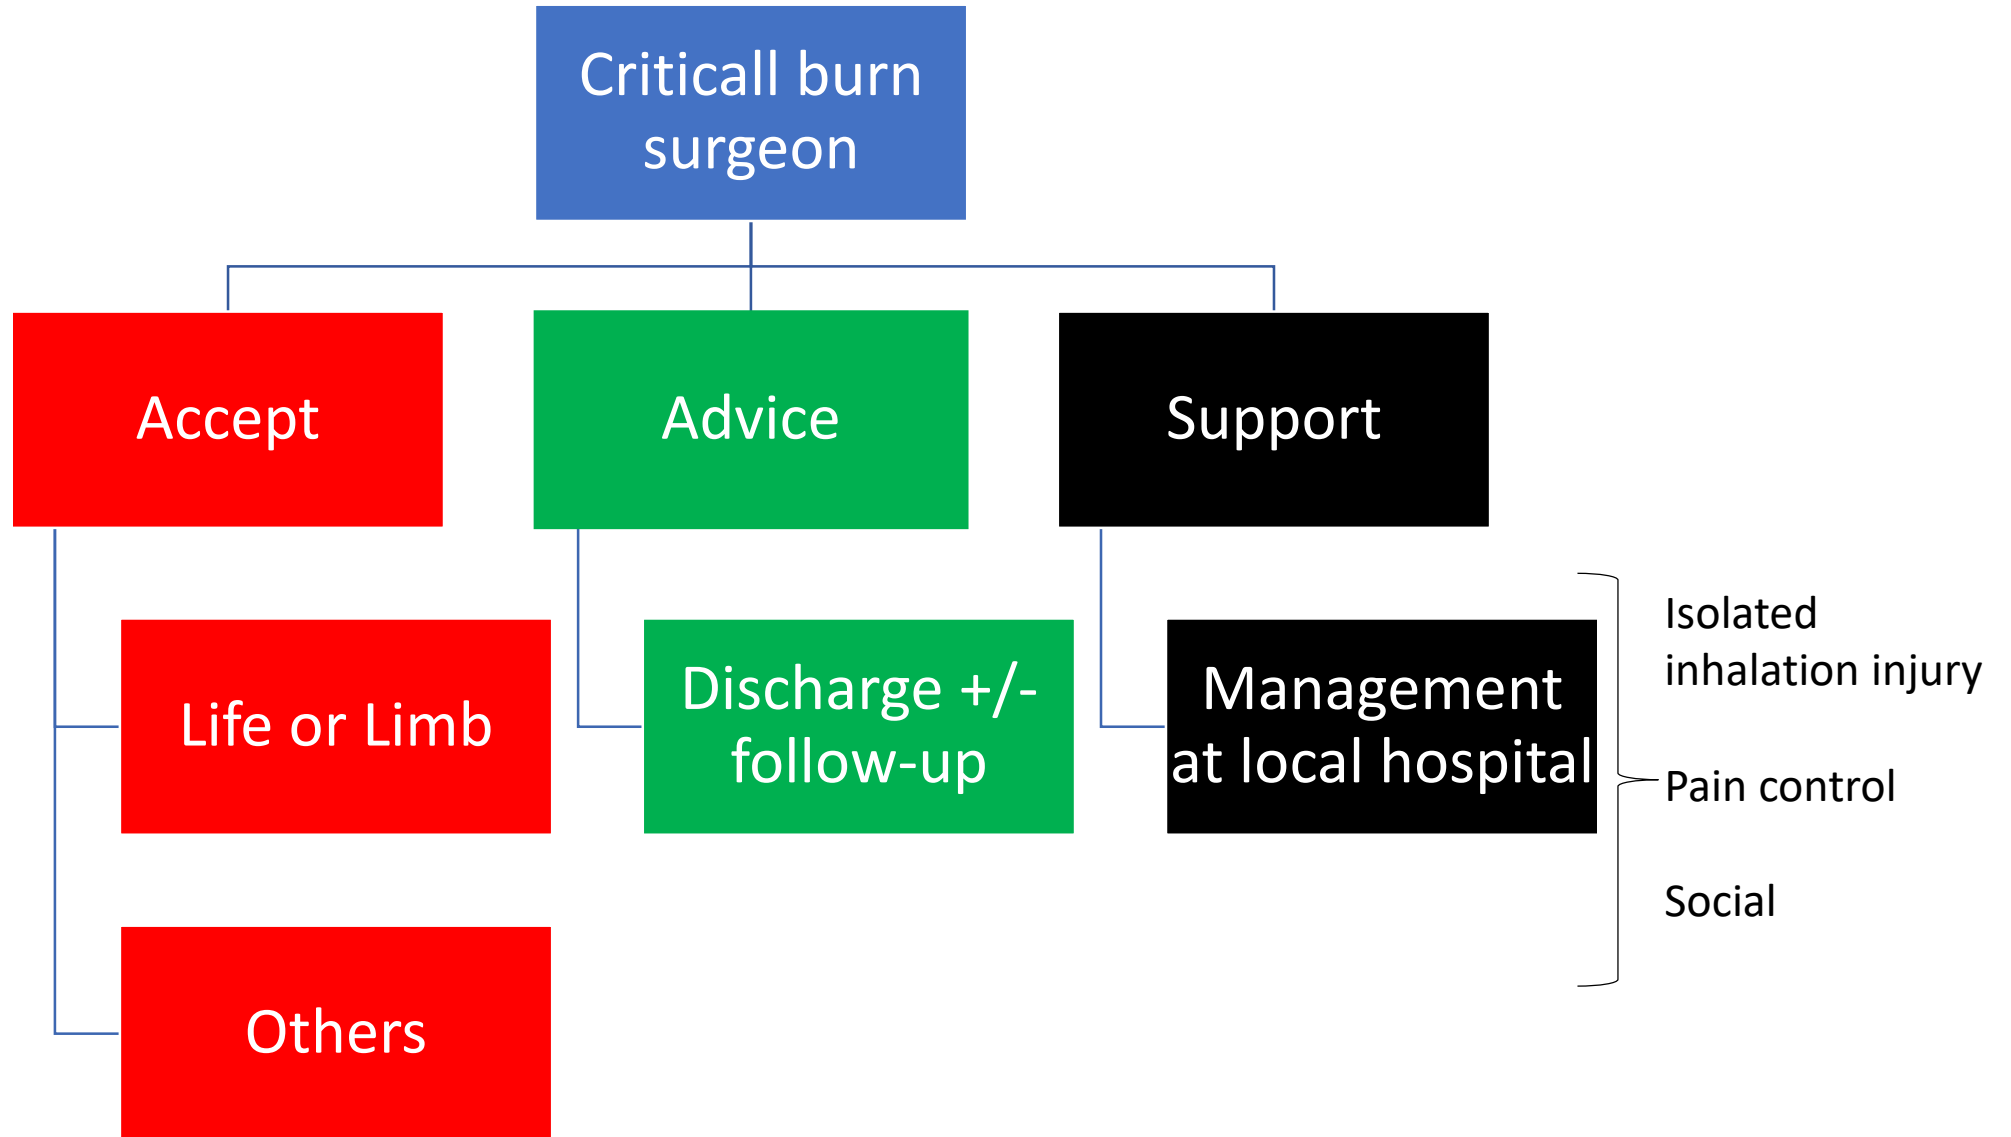 Criticall burn
surgeon
Accept
Advice
Support
Life or Limb
Discharge +/-
follow-up
Management
at local hospital
Isolated
inhalation injury
Pain control
Social
Others